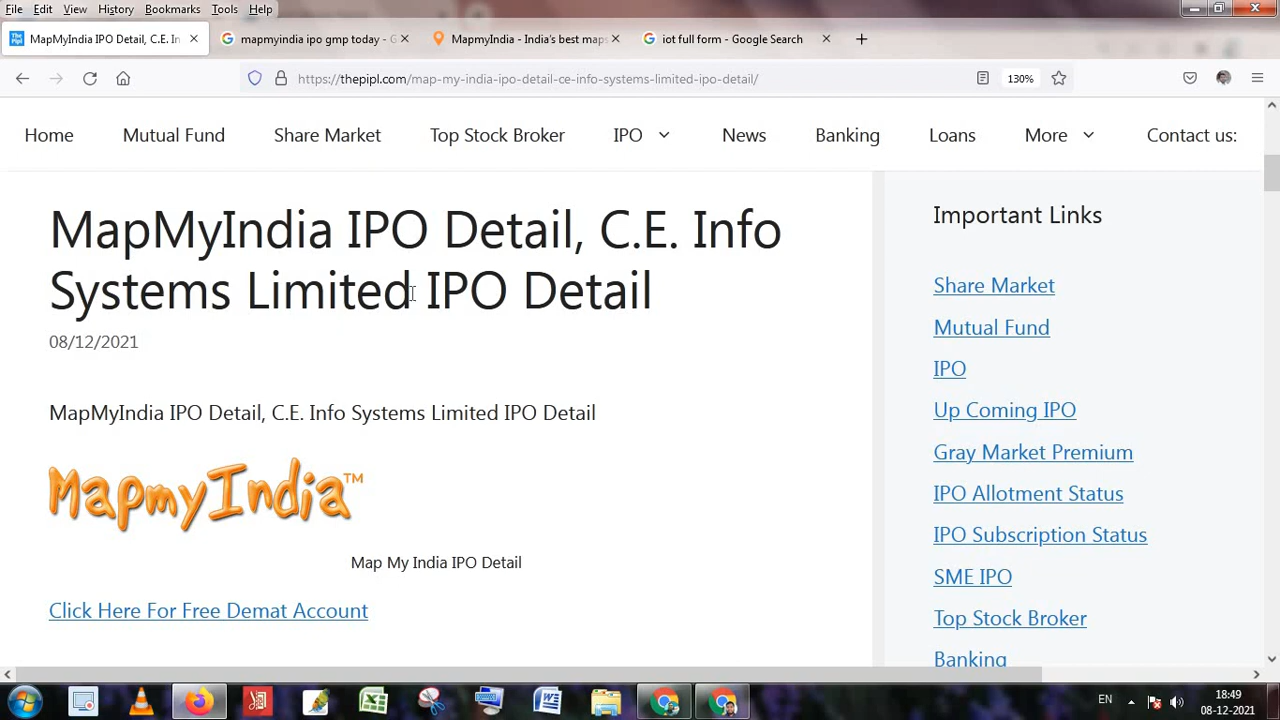 File Edit View History Bookmarks Tools Help
MapMyIndia IPO Detail, C.E. In
mapmyindia ipo gmp today - G
MapmyIndia - India's best maps
iot full form - Google Search
https://thepipl.com/map-my-india-ipo-detail-ce-info-systems-limited-ipo-detail/
130%
Home Mutual Fund Share Market Top Stock Broker IPO News Banking Loans More Contact us:
MapMyIndia IPO Detail, C.E. Info
Systems Limited IPO Detail
08/12/2021
MapMyIndia IPO Detail, C.E. Info Systems Limited IPO Detail
MapmyIndia™
Map My India IPO Detail
Click Here For Free Demat Account
Important Links
Share Market
Mutual Fund
IPO
Up Coming IPO
Gray Market Premium
IPO Allotment Status
IPO Subscription Status
SME IPO
Top Stock Broker
Banking
EN
18:49
08-12-2021